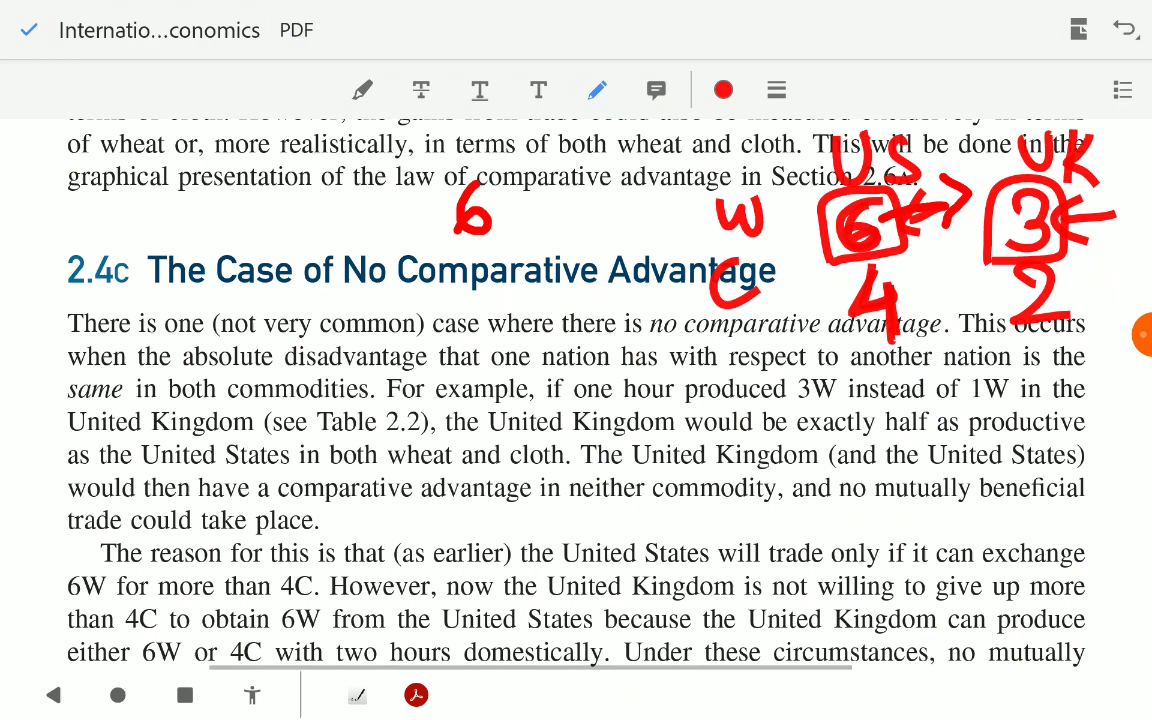 Internatio...conomics PDF
of wheat or, more realistically, in terms of both wheat and cloth. This will be done in the
graphical presentation of the law of comparative advantage in Section 2.6A.
US UK
6 W 6 3
C 4 2
2.4C The Case of No Comparative Advantage
There is one (not very common) case where there is no comparative advantage. This occurs
when the absolute disadvantage that one nation has with respect to another nation is the
same in both commodities. For example, if one hour produced 3W instead of 1W in the
United Kingdom (see Table 2.2), the United Kingdom would be exactly half as productive
as the United States in both wheat and cloth. The United Kingdom (and the United States)
would then have a comparative advantage in neither commodity, and no mutually beneficial
trade could take place.
The reason for this is that (as earlier) the United States will trade only if it can exchange
6W for more than 4C. However, now the United Kingdom is not willing to give up more
than 4C to obtain 6W from the United States because the United Kingdom can produce
either 6W or 4C with two hours domestically. Under these circumstances, no mutually